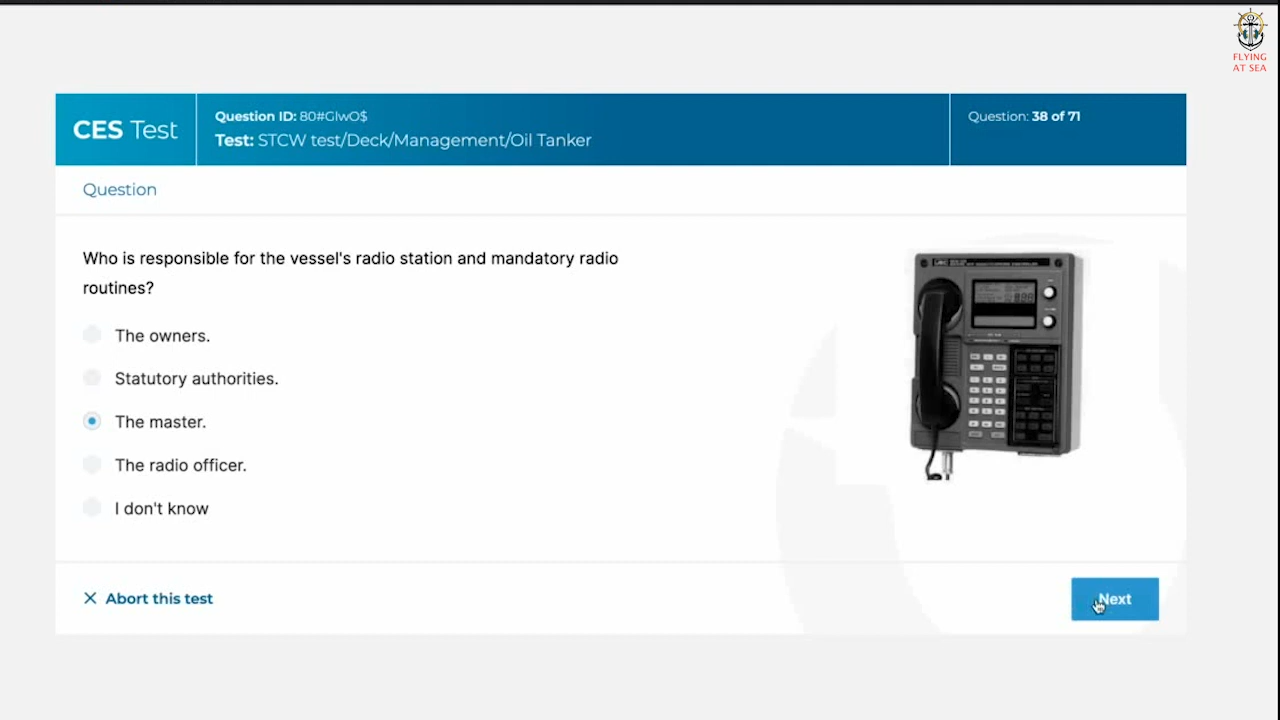 FLYING
AT SEA
CES Test
Question ID: 80#GlwO$
Test: STCW test/Deck/Management/Oil Tanker
Question: 38 of 71
Question
Who is responsible for the vessel's radio station and mandatory radio
routines?
The owners.
Statutory authorities.
The master.
The radio officer.
I don't know
Abort this test
Next